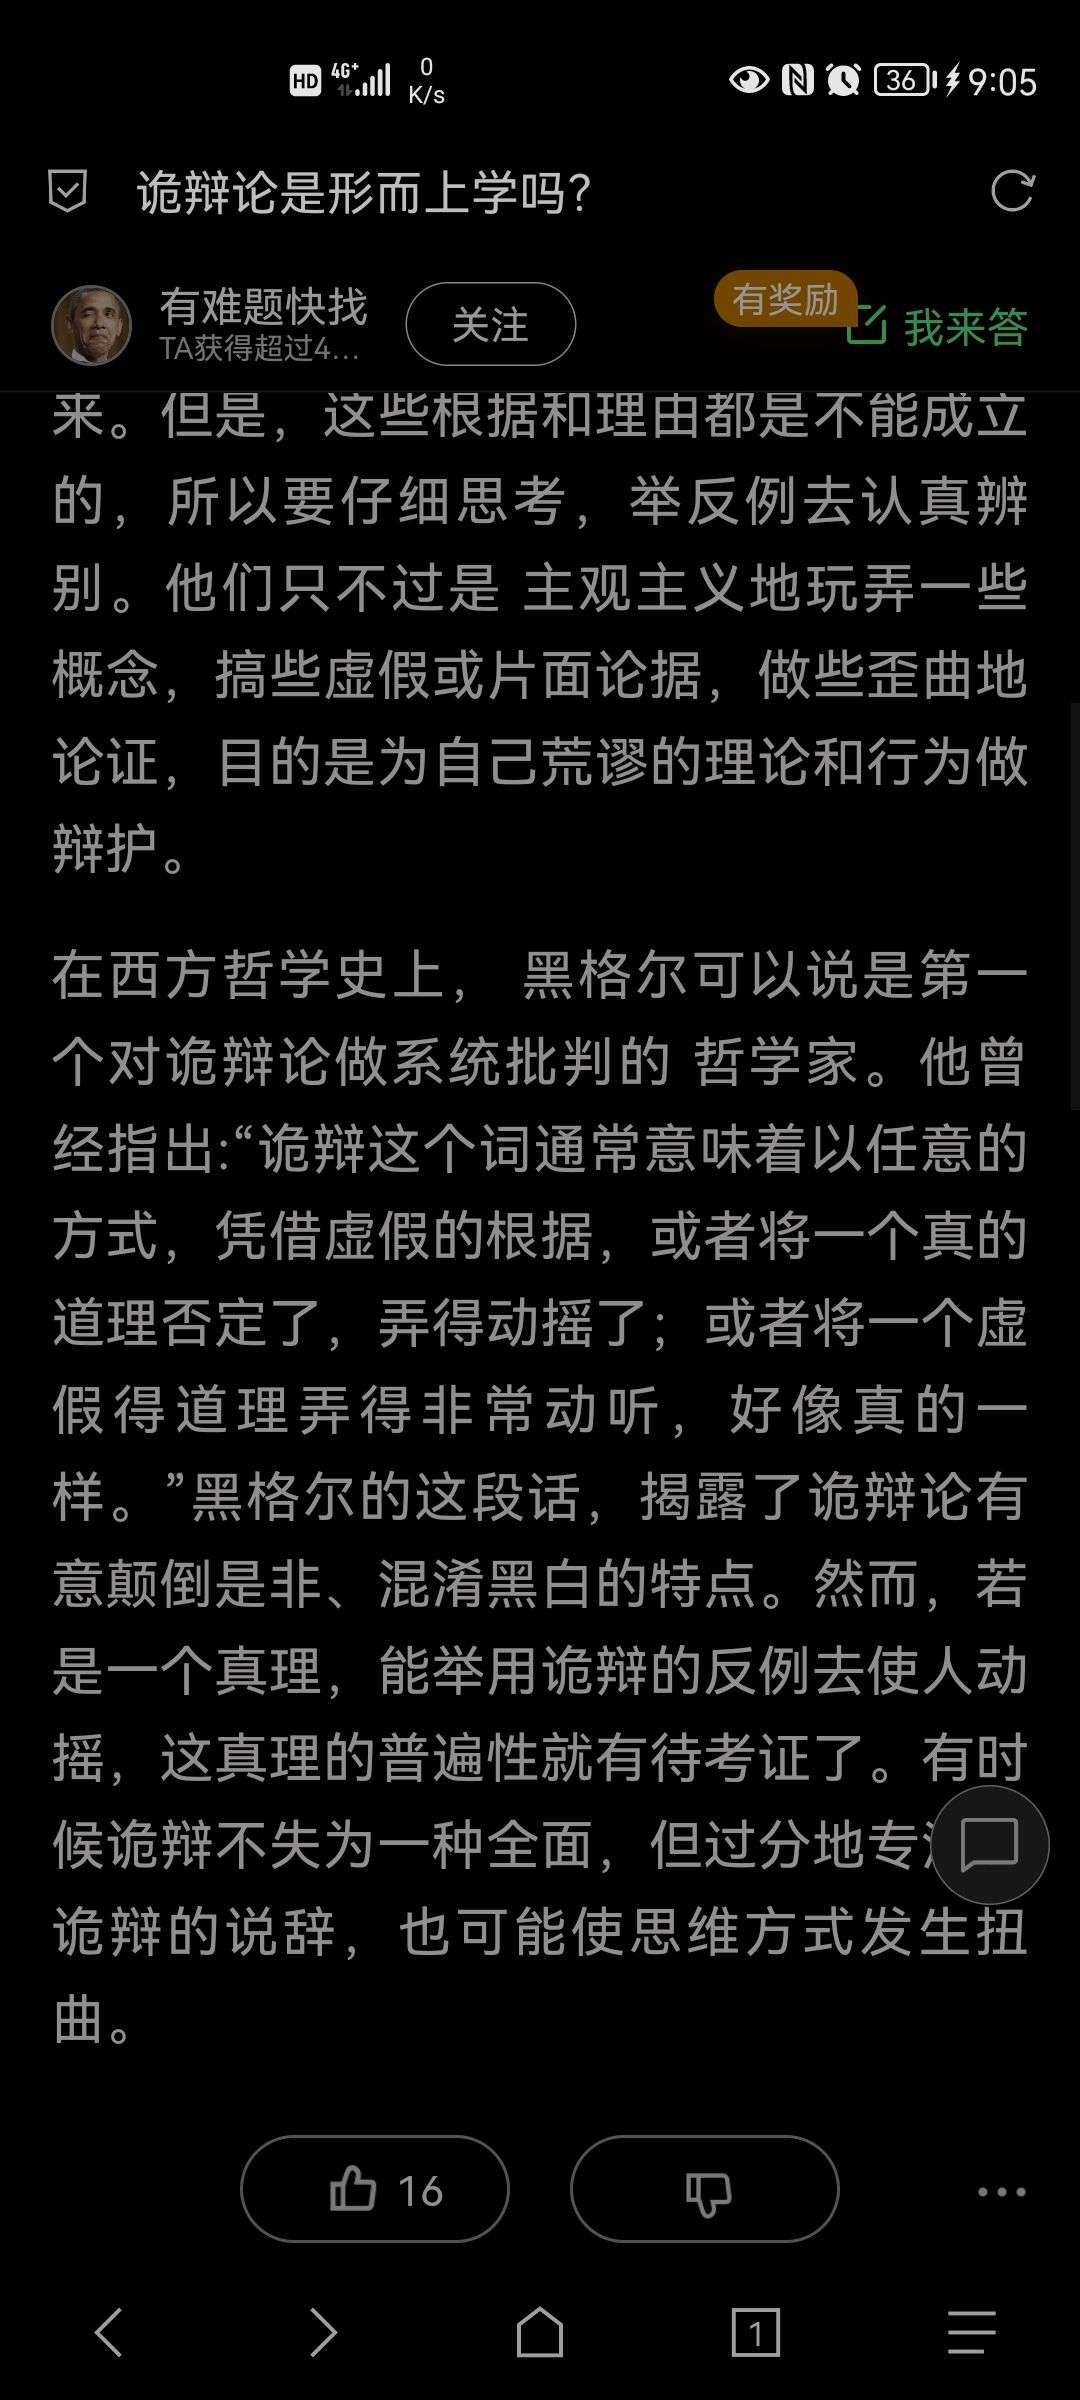 HD 4G+ 0 K/s 36 9:05
诡辩论是形而上学吗？
有难题快找
TA获得超过4...
关注
有奖励
我来答
来。但是，这些根据和理由都是不能成立
的，所以要仔细思考，举反例去认真辨
别。他们只不过是 主观主义地玩弄一些
概念，搞些虚假或片面论据，做些歪曲地
论证，目的是为自己荒谬的理论和行为做
辩护。
在西方哲学史上， 黑格尔可以说是第一
个对诡辩论做系统批判的 哲学家。他曾
经指出:“诡辩这个词通常意味着以任意的
方式，凭借虚假的根据，或者将一个真的
道理否定了，弄得动摇了；或者将一个虚
假得道理弄得非常动听，好像真的一
样。”黑格尔的这段话，揭露了诡辩论有
意颠倒是非、混淆黑白的特点。然而，若
是一个真理，能举用诡辩的反例去使人动
摇，这真理的普遍性就有待考证了。有时
候诡辩不失为一种全面，但过分地专
诡辩的说辞，也可能使思维方式发生扭
曲。
16
1